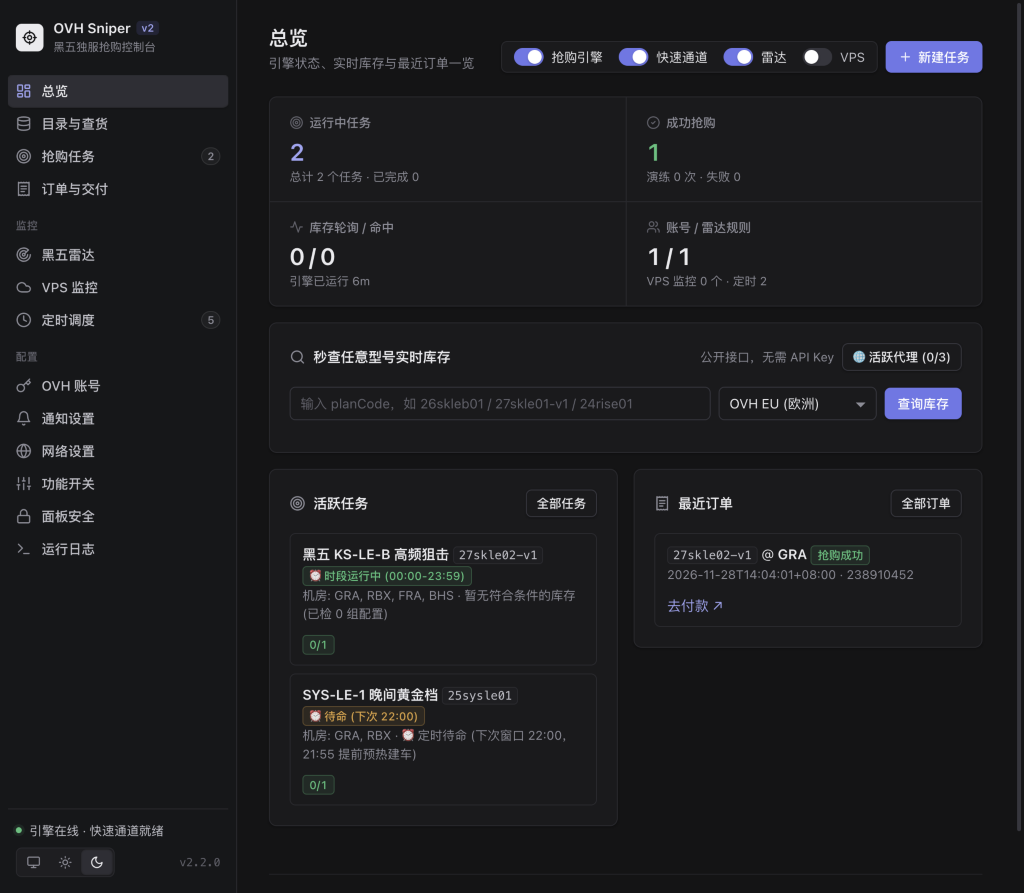 OVH Sniper v2
黑五独服抢购控制台
总览
目录与查货
抢购任务 2
订单与交付
监控
黑五雷达
VPS 监控
定时调度 5
配置
OVH 账号
通知设置
网络设置
功能开关
面板安全
运行日志
引擎在线 · 快速通道就绪
v2.2.0
总览
引擎状态、实时库存与最近订单一览
抢购引擎 快速通道 雷达 VPS
+ 新建任务
运行中任务
2
总计 2 个任务 · 已完成 0
成功抢购
1
演练 0 次 · 失败 0
库存轮询 / 命中
0 / 0
引擎已运行 6m
账号 / 雷达规则
1 / 1
VPS 监控 0 个 · 定时 2
秒查任意型号实时库存
公开接口，无需 API Key
活跃代理 (0/3)
输入 planCode，如 26skleb01 / 27skle01-v1 / 24rise01
OVH EU (欧洲)
查询库存
活跃任务
全部任务
黑五 KS-LE-B 高频狙击 27skle02-v1
⏰ 时段运行中 (00:00-23:59)
机房: GRA, RBX, FRA, BHS · 暂无符合条件的库存
(已检 0 组配置)
0/1
SYS-LE-1 晚间黄金档 25sysle01
⏰ 待命 (下次 22:00)
机房: GRA, RBX · ⏰ 定时待命 (下次窗口 22:00,
21:55 提前预热建车)
0/1
最近订单
全部订单
27skle02-v1 @ GRA 抢购成功
2026-11-28T14:04:01+08:00 · 238910452
去付款 ↗